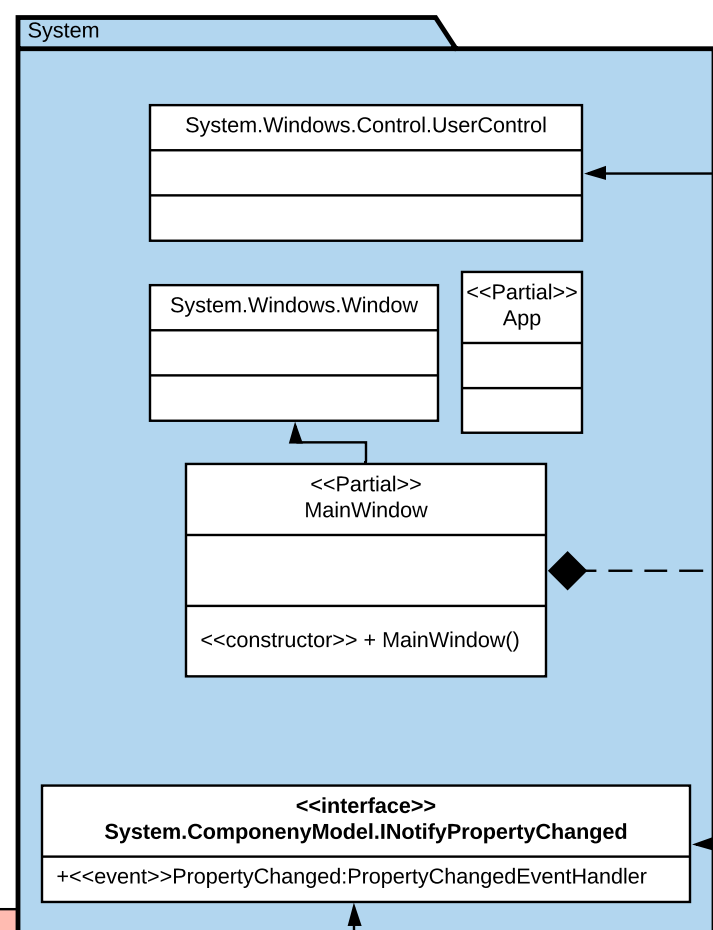 System
System.Windows.Control.UserControl
System.Windows.Window
<<Partial>>
App
<<Partial>>
MainWindow
<<constructor>> + MainWindow()
<<interface>>
System.ComponenyModel.INotifyPropertyChanged
+<<event>>PropertyChanged:PropertyChangedEventHandler